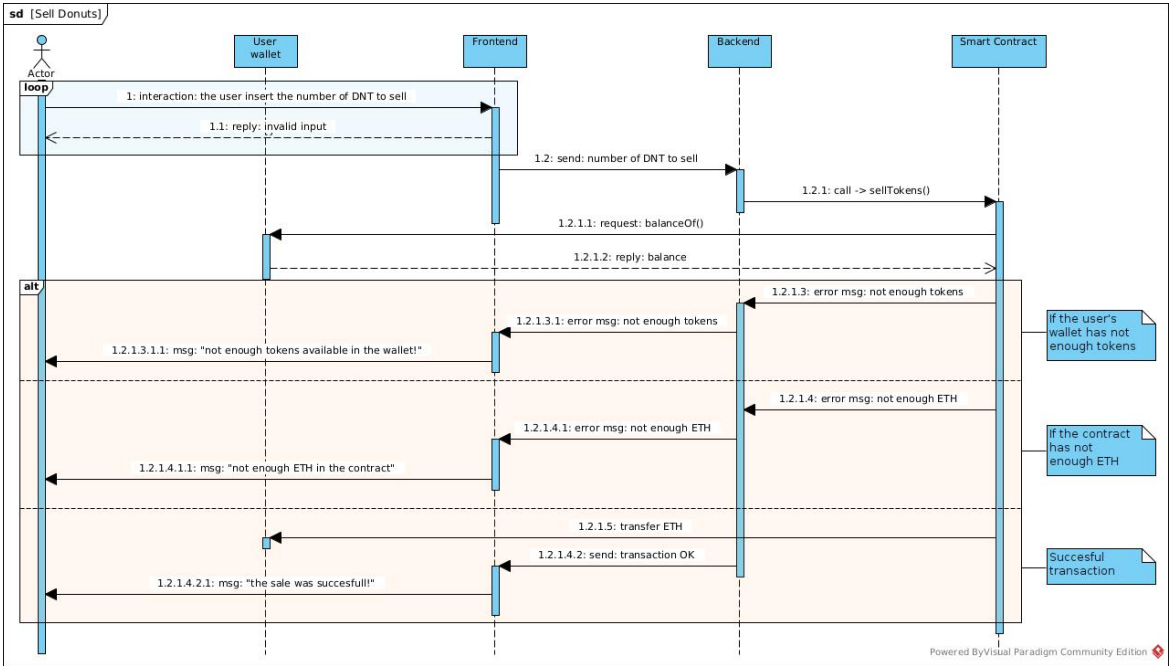 sd [Sell Donuts]
User
wallet
Frontend
Backend
Smart Contract
Actor
loop
1: interaction: the user insert the number of DNT to sell
1.1: reply: invalid input
1.2: send: number of DNT to sell
1.2.1: call -> sellTokens()
1.2.1.1: request: balanceOf()
1.2.1.2: reply: balance
alt
1.2.1.3: error msg: not enough tokens
1.2.1.3.1: error msg: not enough tokens
1.2.1.3.1.1: msg: "not enough tokens available in the wallet!"
If the user's
wallet has not
enough tokens
1.2.1.4: error msg: not enough ETH
1.2.1.4.1: error msg: not enough ETH
1.2.1.4.1.1: msg: "not enough ETH in the contract"
If the contract
has not
enough ETH
1.2.1.5: transfer ETH
1.2.1.4.2: send: transaction OK
1.2.1.4.2.1: msg: "the sale was succesfull!"
Succesful
transaction
Powered ByVisual Paradigm Community Edition